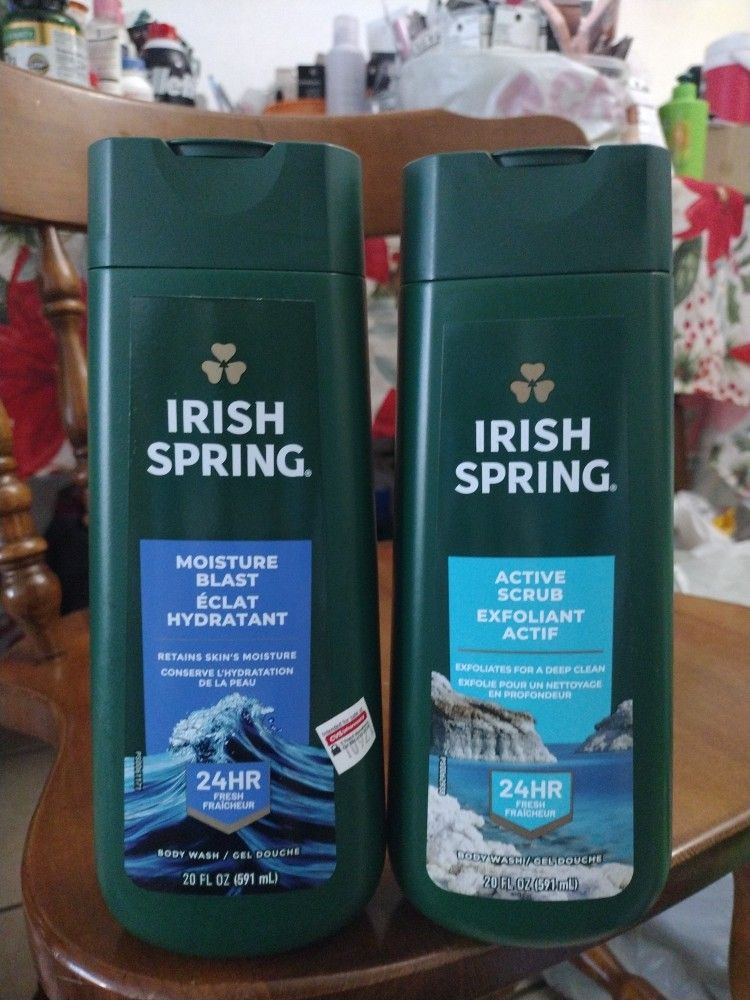 IRISH
SPRING®
MOISTURE
BLAST
ÉCLAT
HYDRATANT
RETAINS SKIN'S MOISTURE
CONSERVE L'HYDRATATION
DE LA PEAU
24HR
FRESH
FRAÎCHEUR
BODY WASH / GEL DOUCHE
20 FL OZ (591 mL)
IRISH
SPRING®
ACTIVE
SCRUB
EXFOLIANT
ACTIF
EXFOLIATES FOR A DEEP CLEAN
EXFOLIE POUR UN NETTOYAGE
EN PROFONDEUR
24HR
FRESH
FRAÎCHEUR
BODY WASH / GEL DOUCHE
20 FL OZ (591 mL)